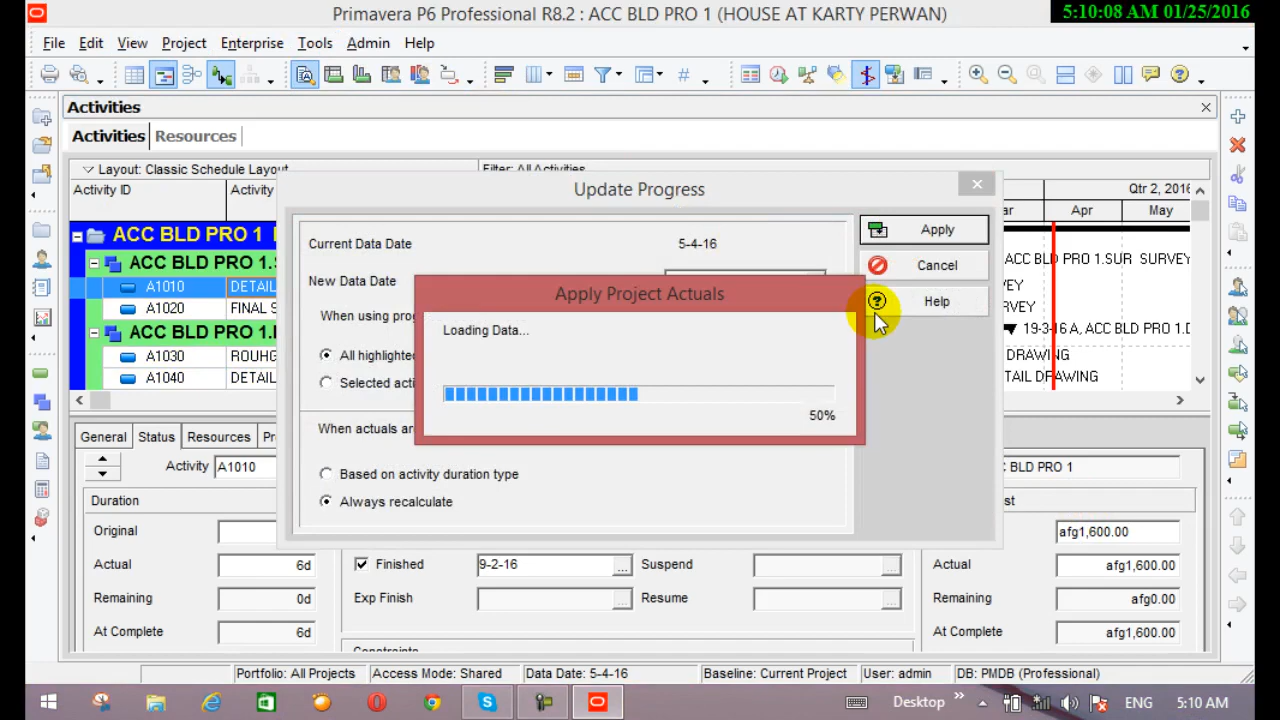 Primavera P6 Professional R8.2 : ACC BLD PRO 1 (HOUSE AT KARTY PERWAN)
5:10:08 AM 01/25/2016
File Edit View Project Enterprise Tools Admin Help
Activities
Activities Resources
Layout: Classic Schedule Layout Filter: All Activities
Activity ID Activity Qtr 2, 2016
ar Apr May
Update Progress
ACC BLD PRO 1
ACC BLD PRO 1.S
A1010 DETAIL
A1020 FINAL S
ACC BLD PRO 1.
A1030 ROUHG
A1040 DETAIL
ACC BLD PRO 1.SUR SURVEY
VEY
RVEY
19-3-16 A, ACC BLD PRO 1.D
DRAWING
TAIL DRAWING
Current Data Date 5-4-16
New Data Date
When using pro
All highlighted
Selected acti
When actuals ar
Based on activity duration type
Always recalculate
Apply
Cancel
Help
Apply Project Actuals
Loading Data...
50%
General Status Resources Pr
Activity A1010 BLD PRO 1
Duration st
Original afg1,600.00
Actual 6d Finished 9-2-16 ... Suspend ... Actual afg1,600.00
Remaining 0d Exp Finish ... Resume ... Remaining afg0.00
At Complete 6d At Complete afg1,600.00
Constraints
Portfolio: All Projects Access Mode: Shared Data Date: 5-4-16 Baseline: Current Project User: admin DB: PMDB (Professional)
Desktop ENG 5:10 AM